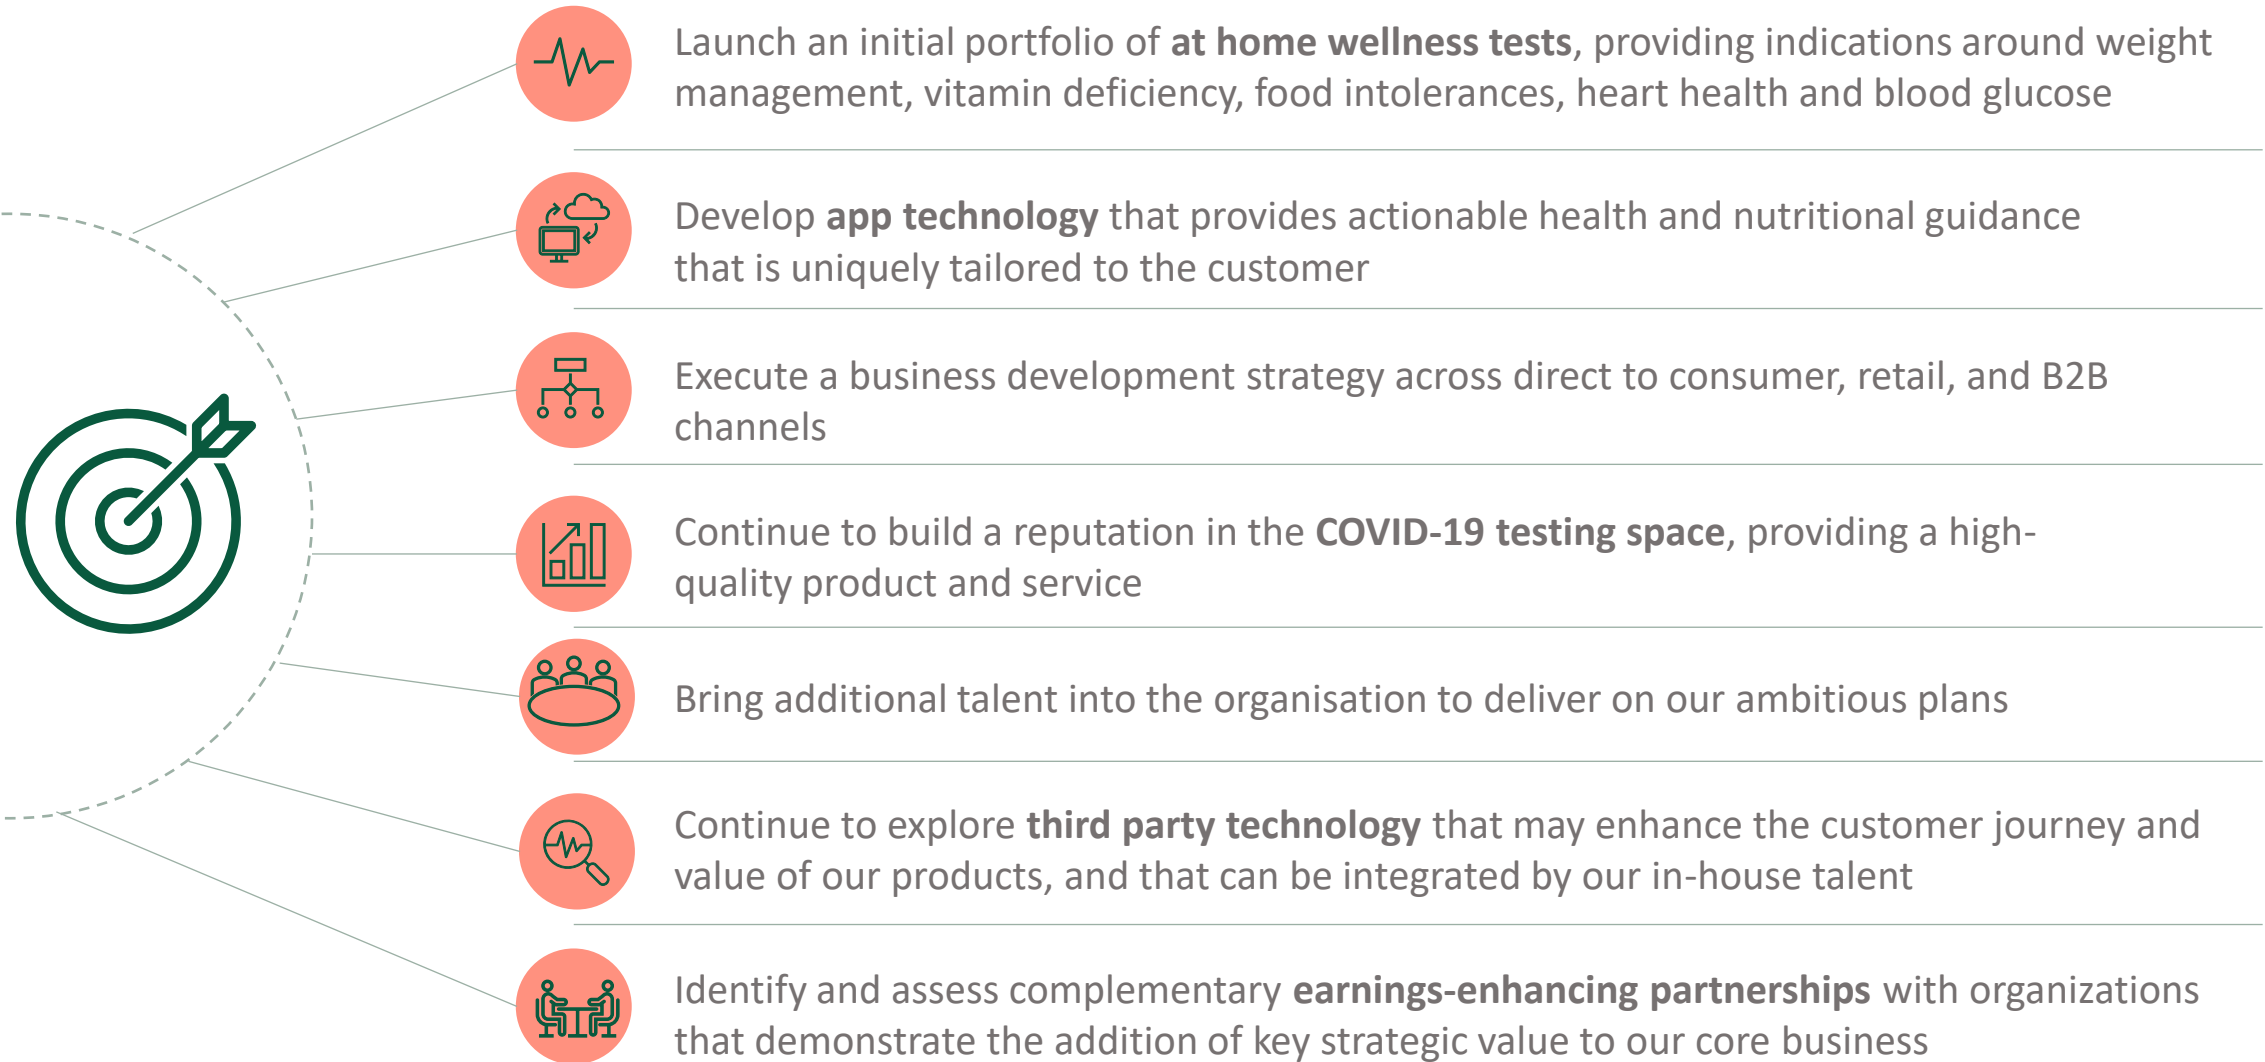 Launch an initial portfolio of at home wellness tests, providing indications around weight
management, vitamin deficiency, food intolerances, heart health and blood glucose
Develop app technology that provides actionable health and nutritional guidance
that is uniquely tailored to the customer
Execute a business development strategy across direct to consumer, retail, and B2B
channels
Continue to build a reputation in the COVID-19 testing space, providing a high-
quality product and service
Bring additional talent into the organisation to deliver on our ambitious plans
Continue to explore third party technology that may enhance the customer journey and
value of our products, and that can be integrated by our in-house talent
Identify and assess complementary earnings-enhancing partnerships with organizations
that demonstrate the addition of key strategic value to our core business